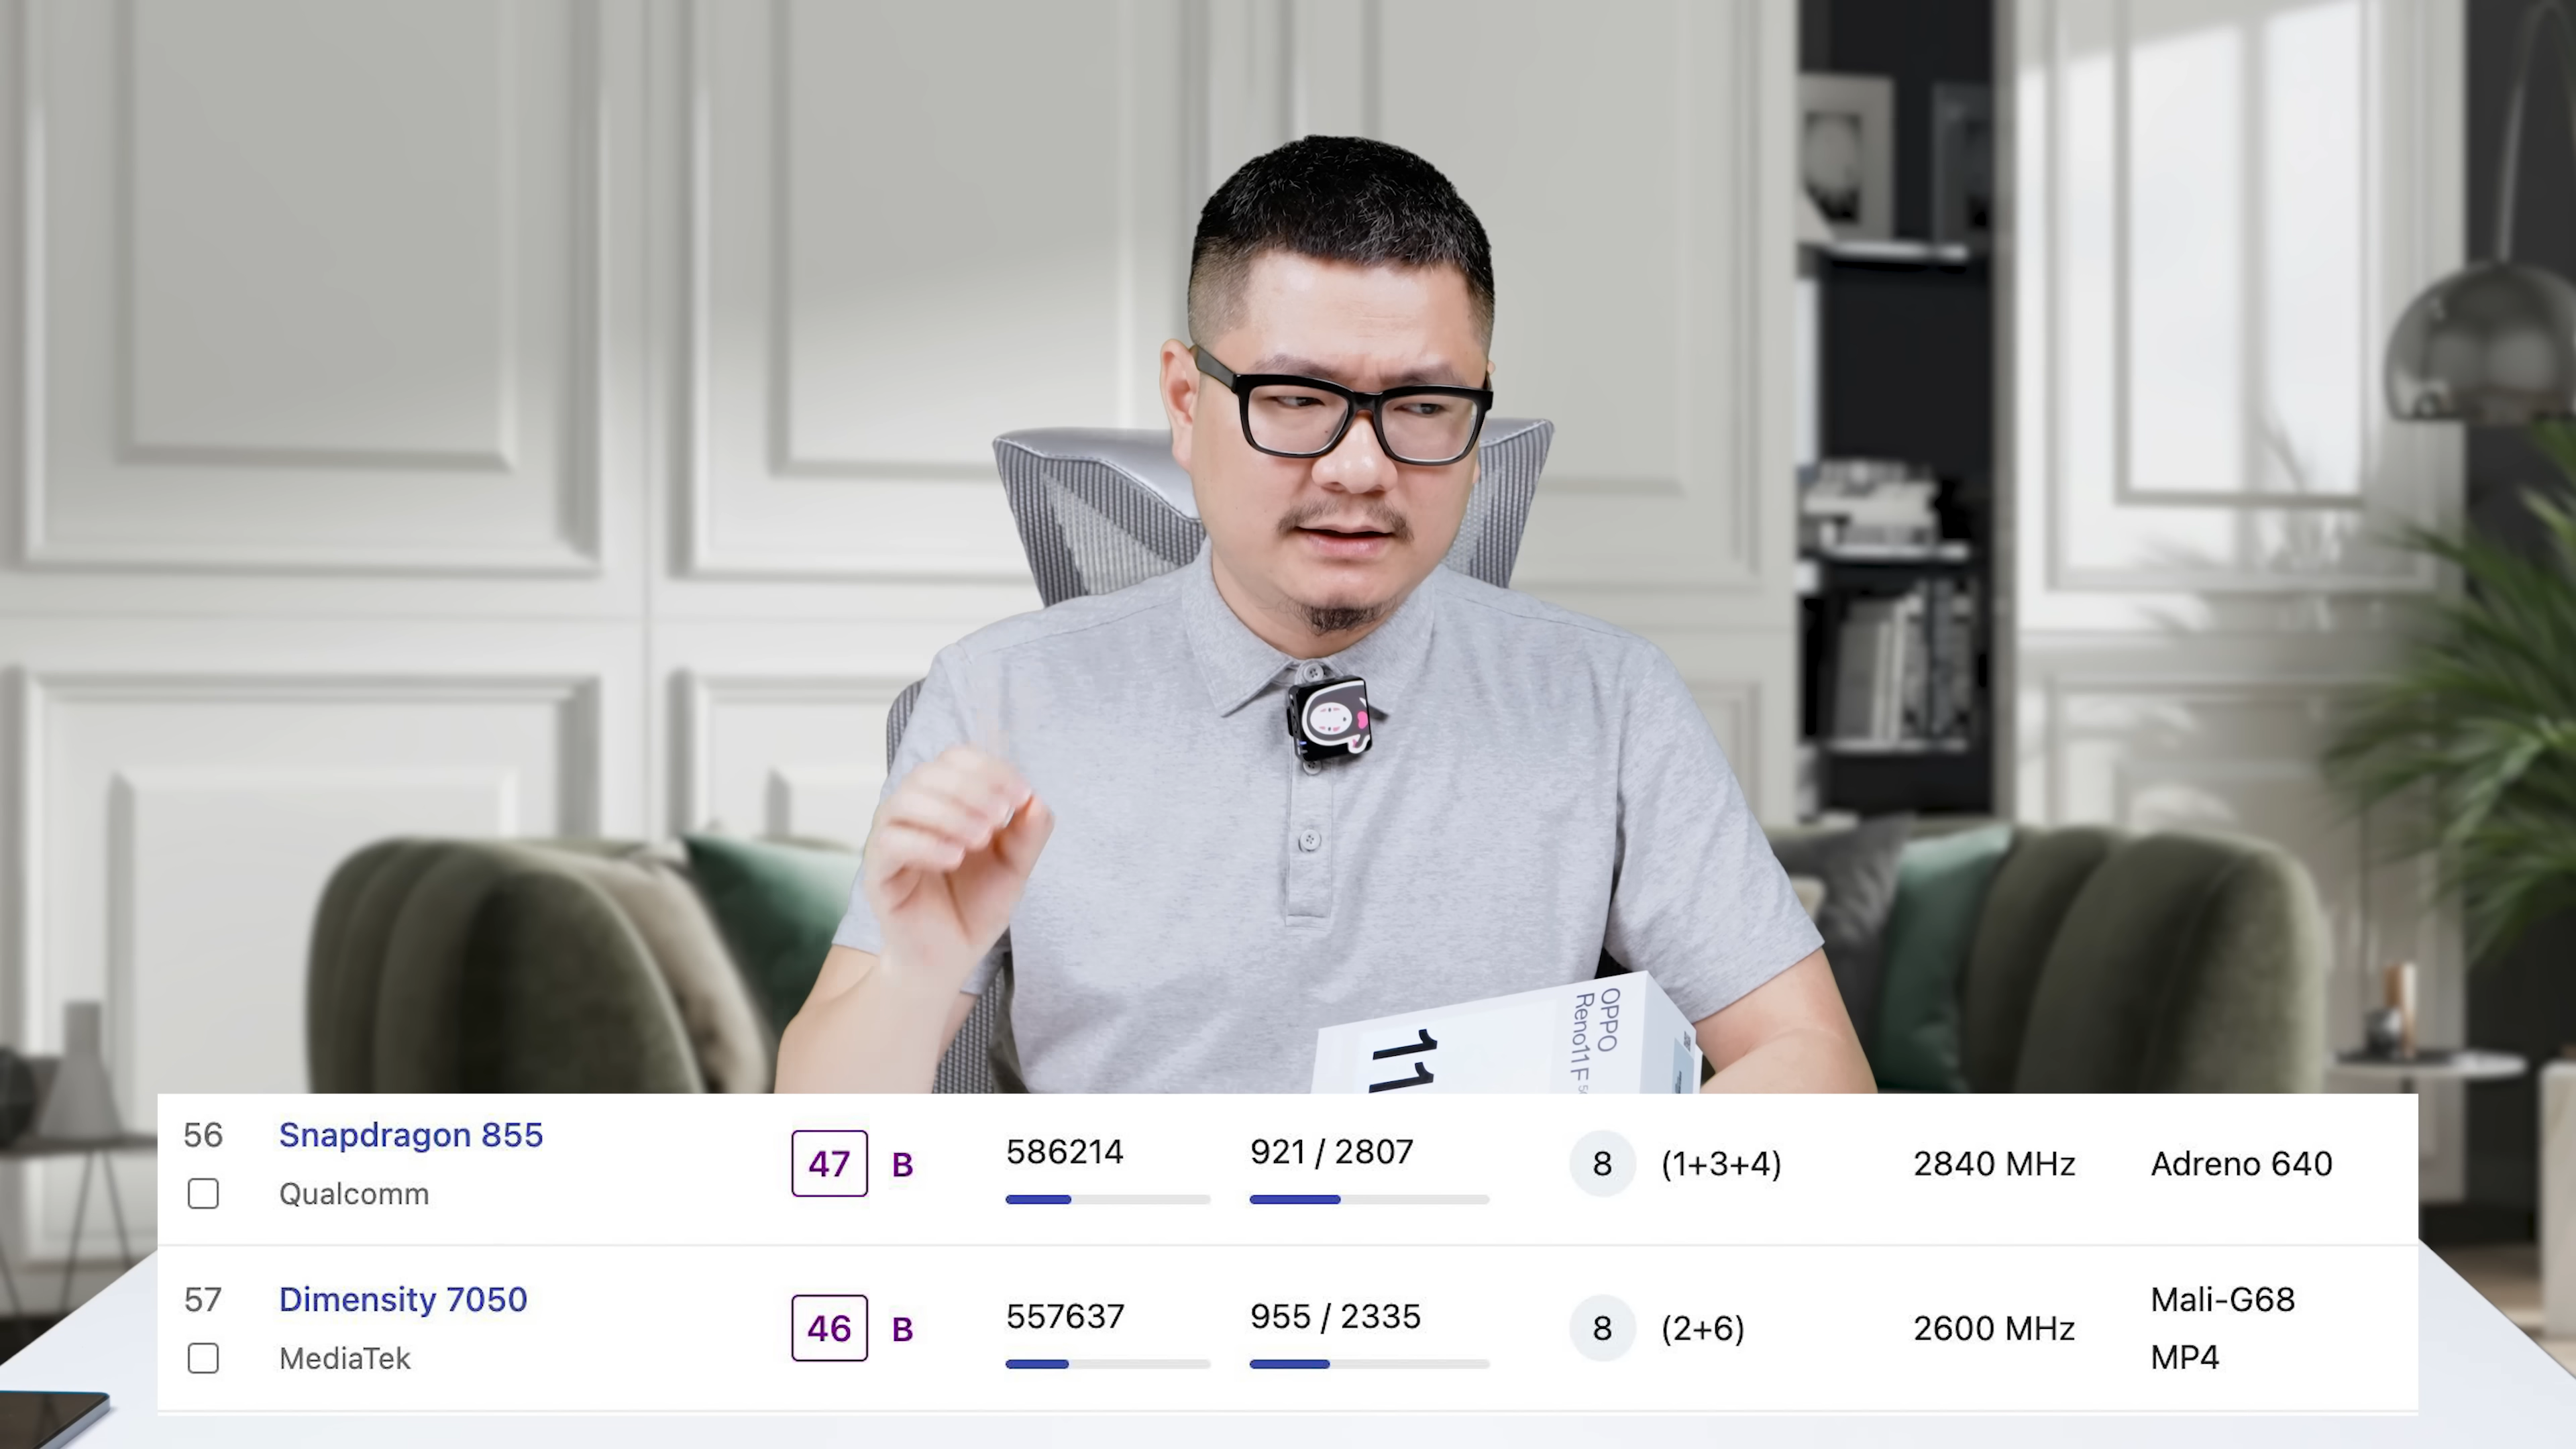 OPPO
Reno11 F
11
56 Snapdragon 855 47 B 586214 921 / 2807 8 (1+3+4) 2840 MHz Adreno 640
Qualcomm
57 Dimensity 7050 46 B 557637 955 / 2335 8 (2+6) 2600 MHz Mali-G68
MediaTek MP4